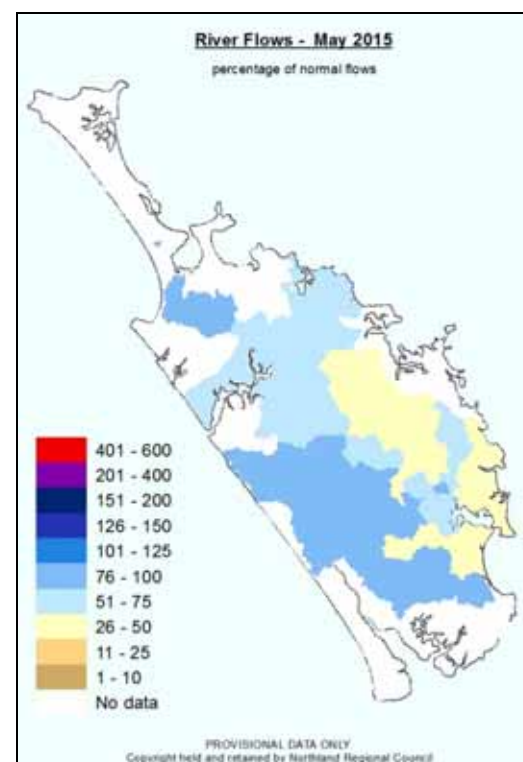 River Flows - May 2015
percentage of normal flows
401 - 600
201 - 400
151 - 200
126 - 150
101 - 125
76 - 100
51 - 75
26 - 50
11 - 25
1 - 10
No data
PROVISIONAL DATA ONLY
Copyright held and retained by Northland Regional Council